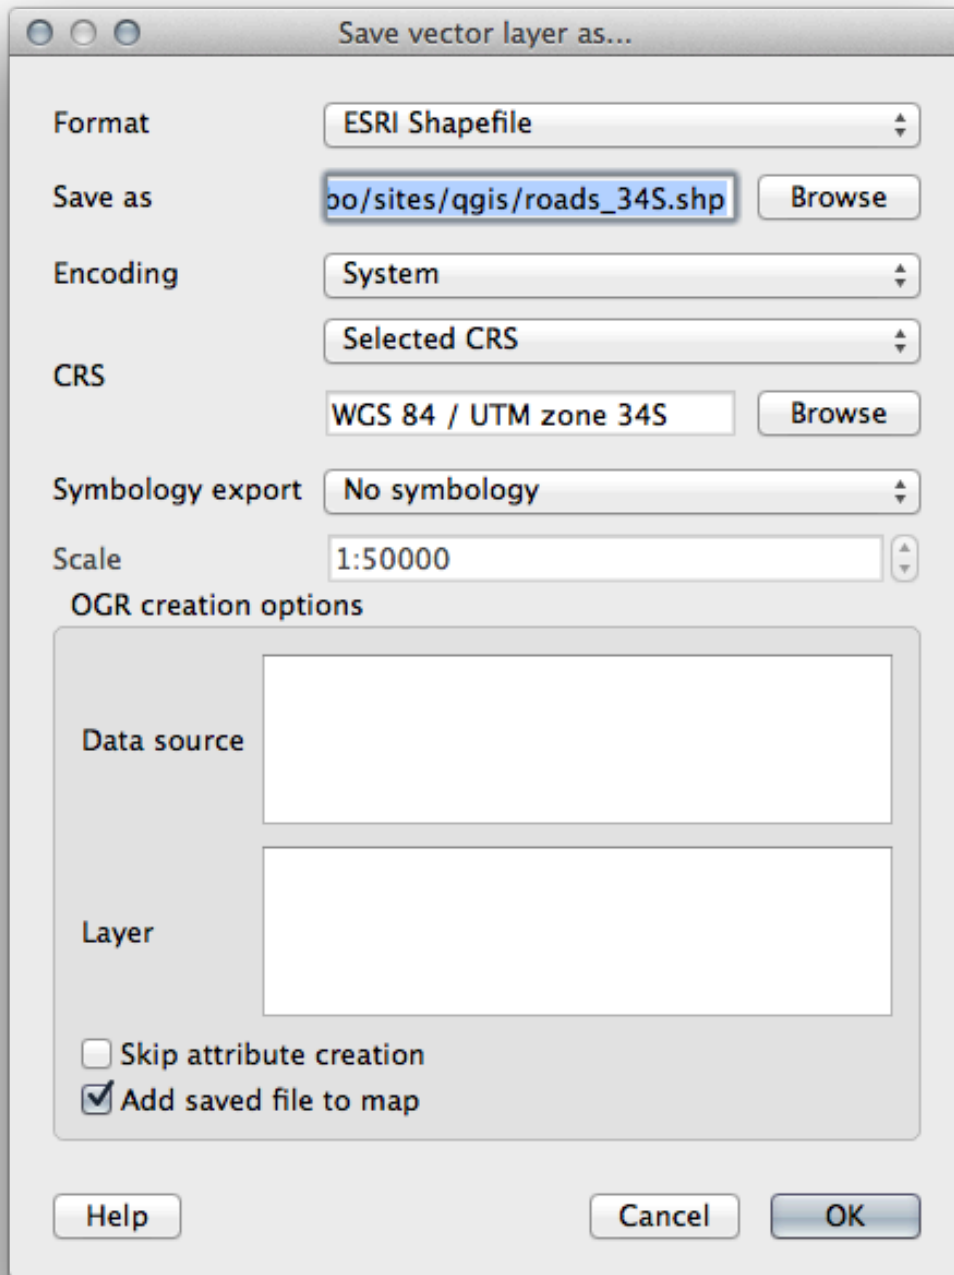 Save vector layer as...
Format ESRI Shapefile
Save as bo/sites/qgis/roads_34S.shp Browse
Encoding System
Selected CRS
CRS
WGS 84 / UTM zone 34S Browse
Symbology export No symbology
Scale 1:50000
OGR creation options
Data source
Layer
Skip attribute creation
Add saved file to map
Help Cancel OK